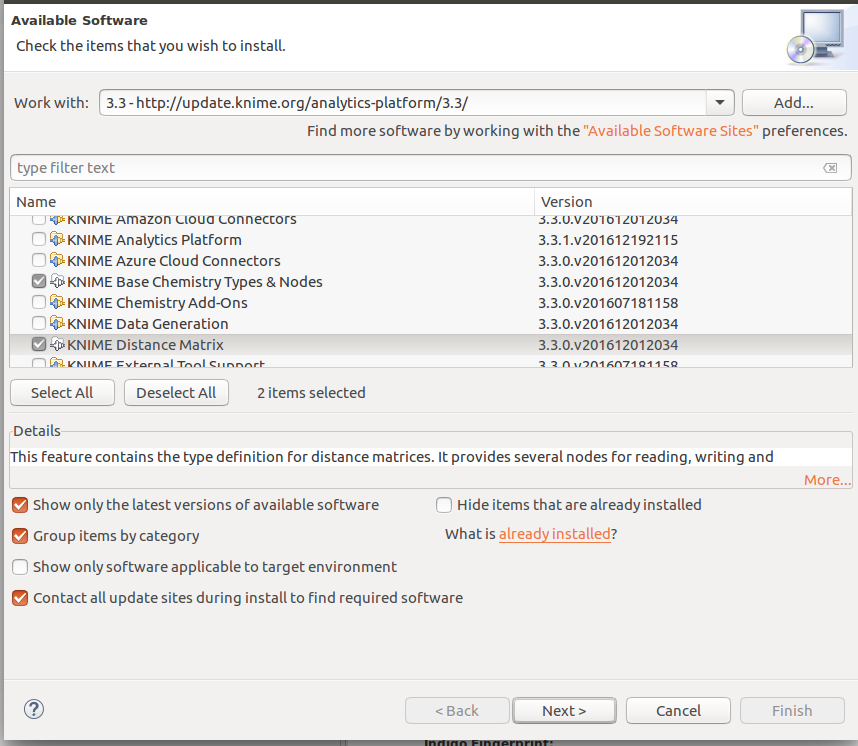 Available Software
Check the items that you wish to install.
Work with: 3.3 - http://update.knime.org/analytics-platform/3.3/ Add...
Find more software by working with the "Available Software Sites" preferences.
type filter text
Name Version
KNIME Amazon Cloud Connectors 3.3.0.v201612012034
KNIME Analytics Platform 3.3.1.v201612192115
KNIME Azure Cloud Connectors 3.3.0.v201612012034
KNIME Base Chemistry Types & Nodes 3.3.0.v201612012034
KNIME Chemistry Add-Ons 3.3.0.v201607181158
KNIME Data Generation 3.3.0.v201612012034
KNIME Distance Matrix 3.3.0.v201612012034
KNIME External Tool Support 3.3.0.v201607181158
Select All Deselect All 2 items selected
Details
This feature contains the type definition for distance matrices. It provides several nodes for reading, writing and
More...
Show only the latest versions of available software Hide items that are already installed
Group items by category What is already installed?
Show only software applicable to target environment
Contact all update sites during install to find required software
? < Back Next > Cancel Finish
Indigo Fingerprint: